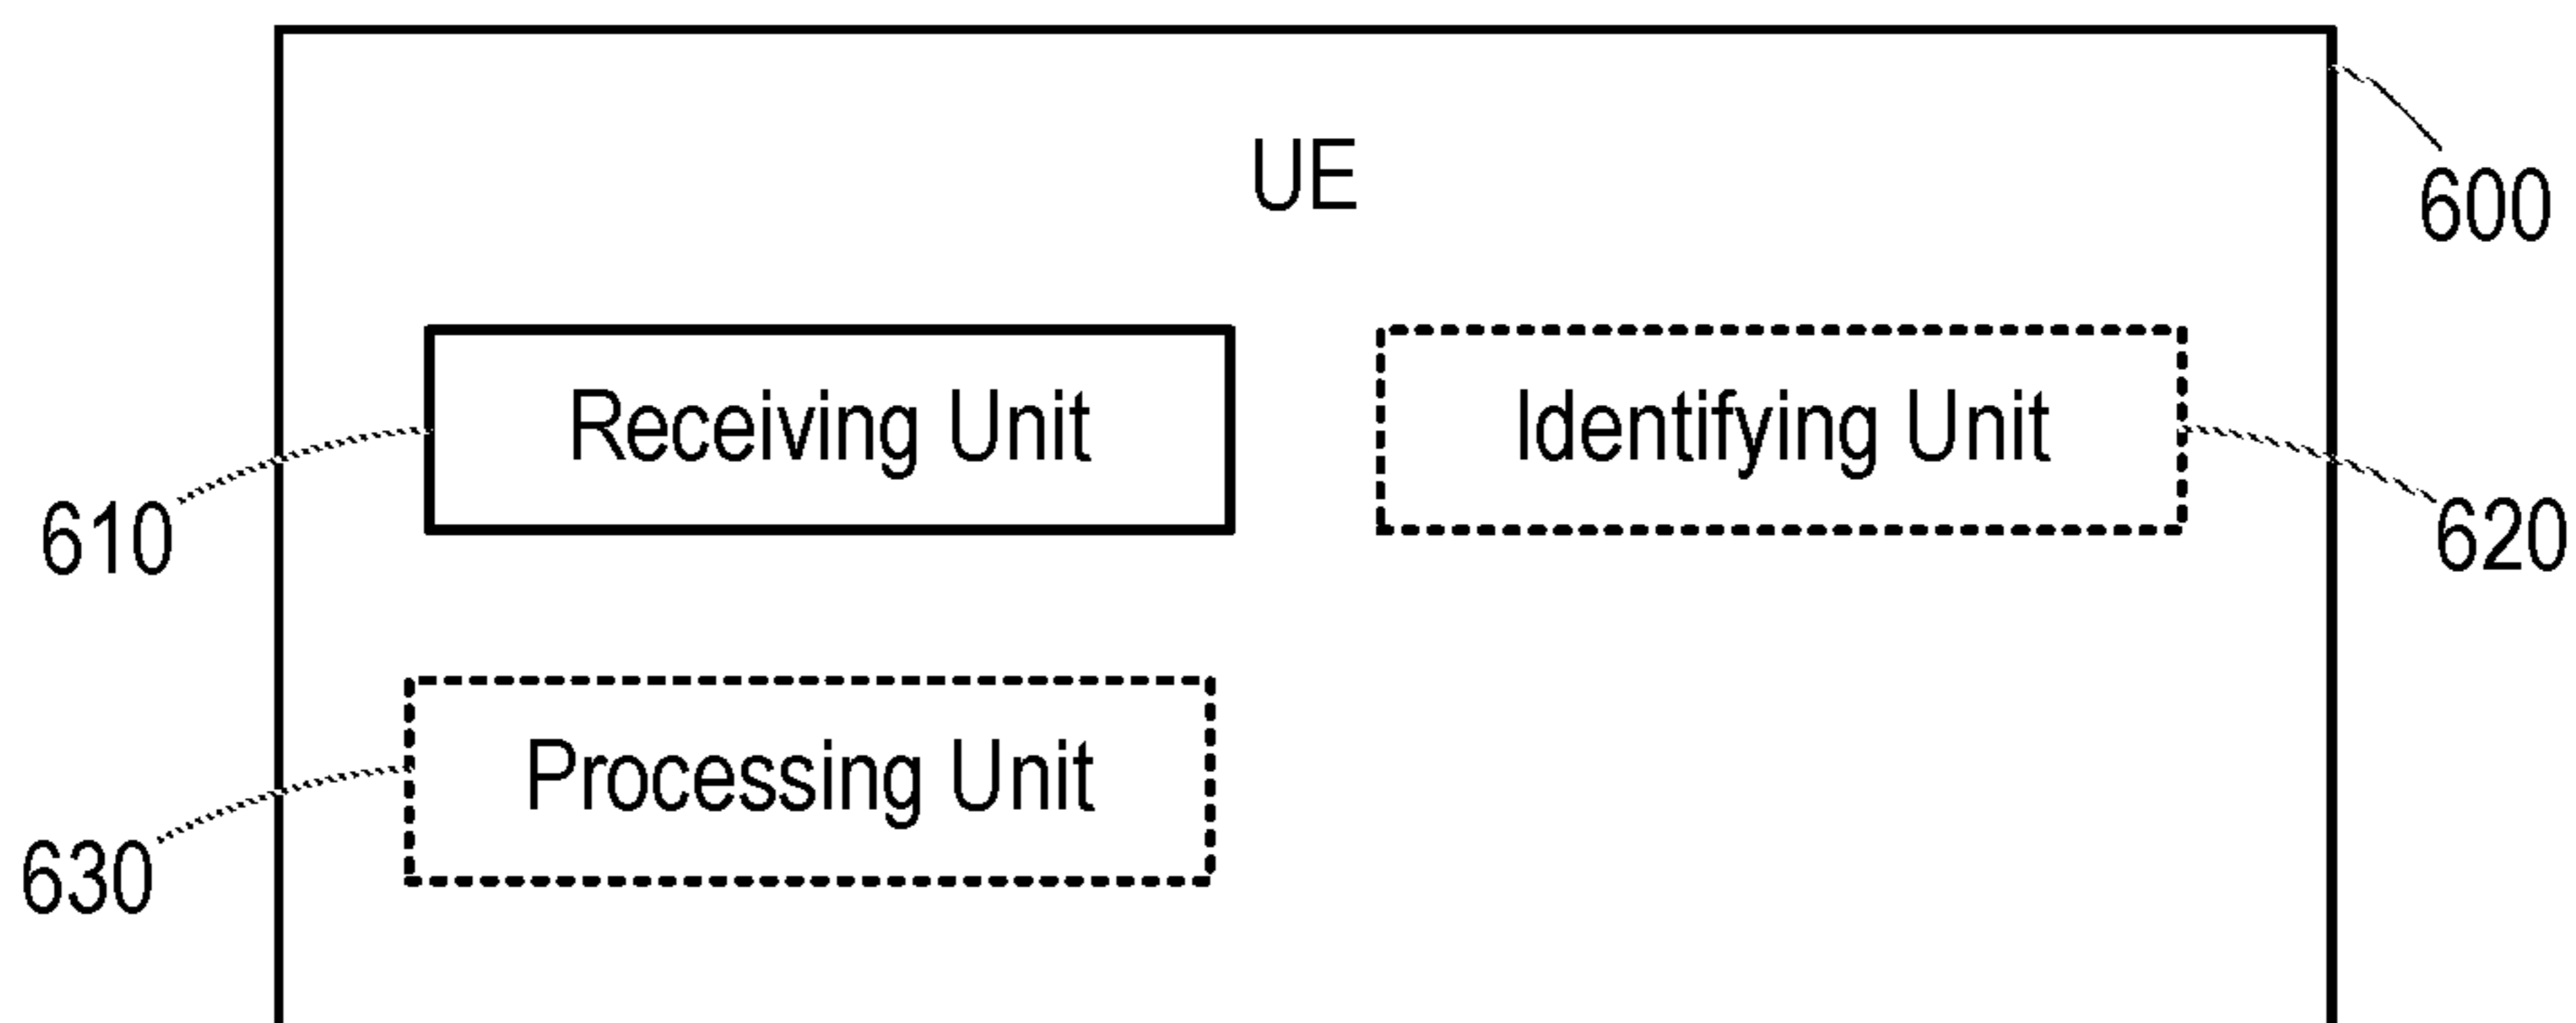 UE
600
Receiving Unit
Identifying Unit
610
620
Processing Unit
630